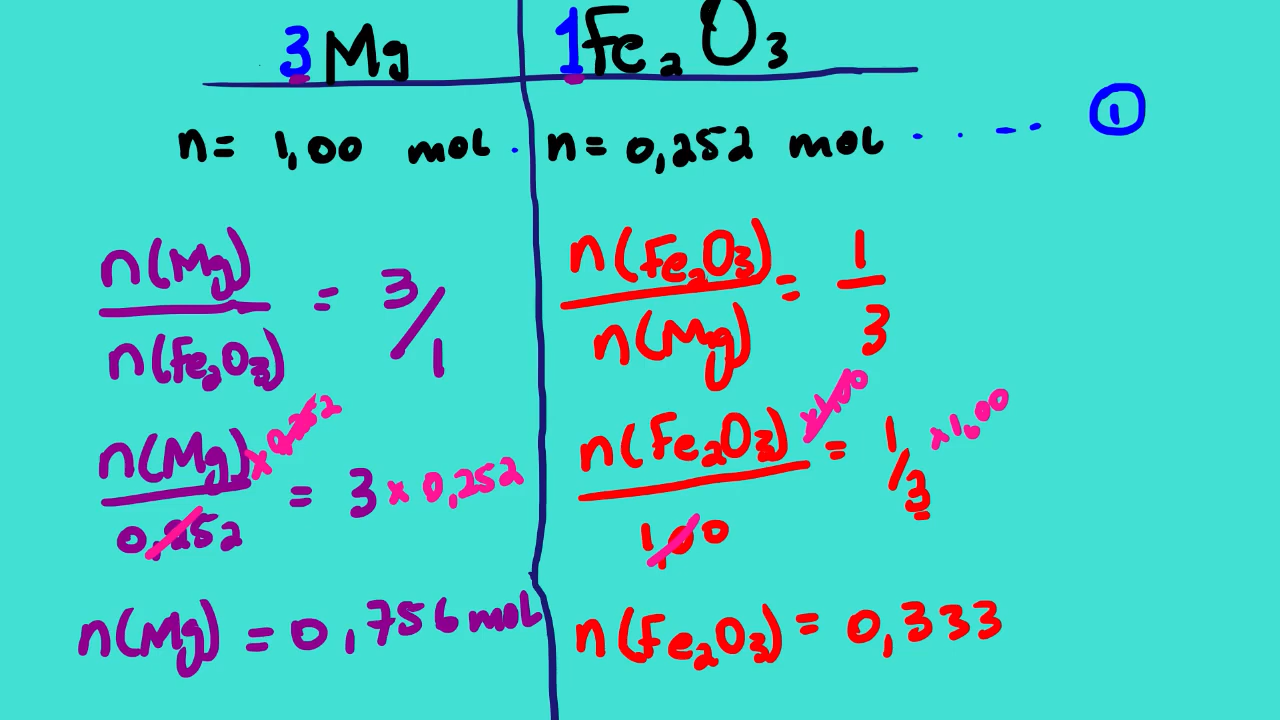 3Mg 1Fe₂O₃
n= 1,00 mol. n= 0,252 mol ....... ①
n(Mg)/n(Fe₂O₃) = 3/1
n(Fe₂O₃)/n(Mg) = 1/3
n(Mg)×0,252/0,252 = 3 × 0,252
n(Fe₂O₃)×1,00/1,00 = 1/3 ×1,00
n(Mg) = 0,756 mol
n(Fe₂O₃) = 0,333